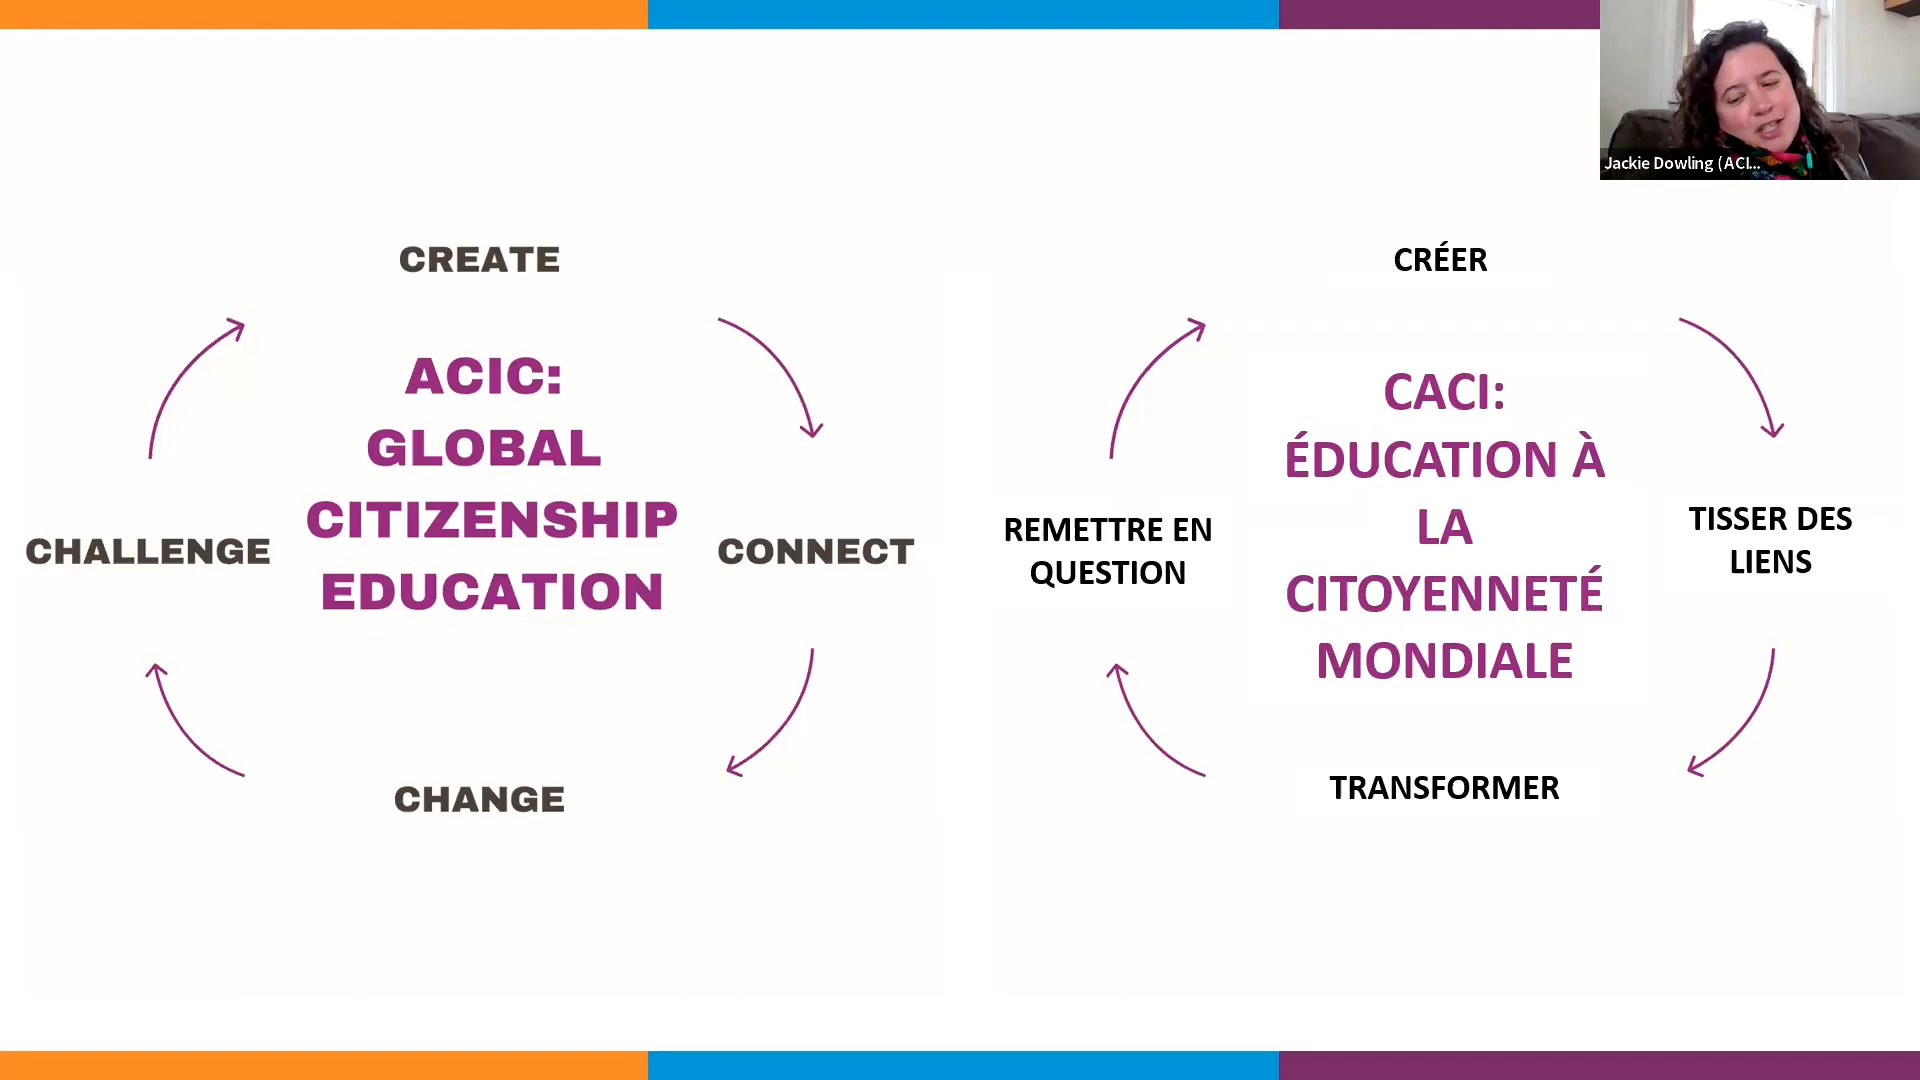 Jackie Dowling (ACI...
CREATE
ACIC:
GLOBAL
CITIZENSHIP
EDUCATION
CHALLENGE
CONNECT
CHANGE
CRÉER
CACI:
ÉDUCATION À
LA
CITOYENNETÉ
MONDIALE
REMETTRE EN
QUESTION
TISSER DES
LIENS
TRANSFORMER